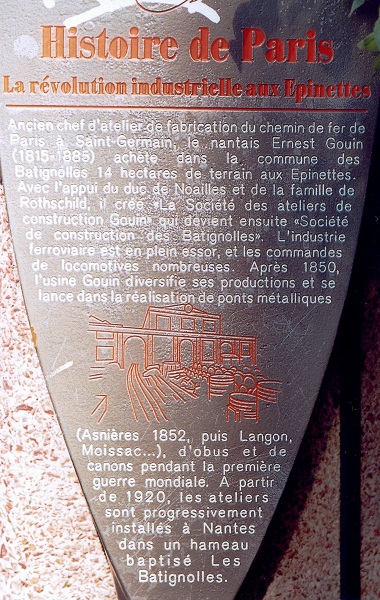 Histoire de Paris
La révolution industrielle aux Epinettes
Ancien chef d'atelier de fabrication du chemin de fer de
Paris à Saint-Germain, le nantais Ernest Gouin
(1815-1885) achète dans la commune des
Batignolles 14 hectares de terrain aux Epinettes.
Avec l'appui du duc de Noailles et de la famille de
Rothschild, il crée «La Société des ateliers de
construction Gouin» qui devient ensuite «Société
de construction des Batignolles». L'industrie
ferroviaire est en plein essor, et les commandes
de locomotives nombreuses. Après 1850,
l'usine Gouin diversifie ses productions et se
lance dans la réalisation de ponts métalliques
(Asnières 1852, puis Langon,
Moissac...), d'obus et de
canons pendant la première
guerre mondiale. A partir
de 1920, les ateliers
sont progressivement
installés à Nantes
dans un hameau
baptisé Les
Batignolles.